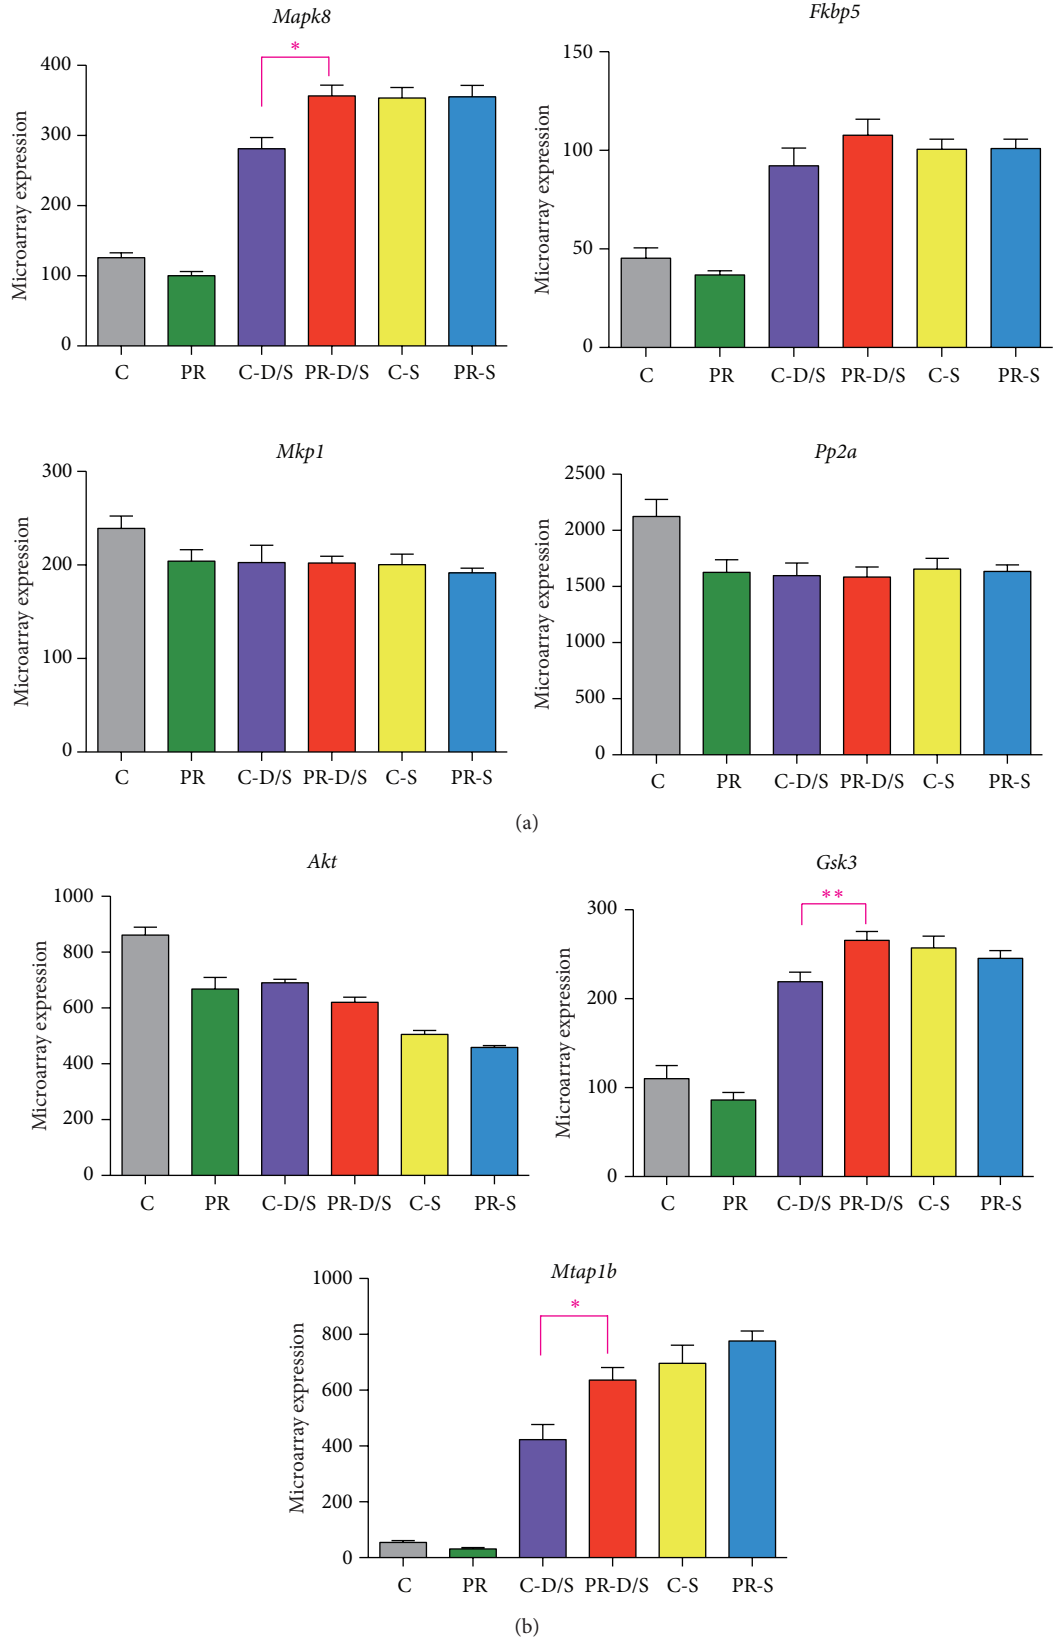 Mapk8
*
Microarray expression
400
300
200
100
0
C PR C-D/S PR-D/S C-S PR-S
Fkbp5
Microarray expression
150
100
50
0
C PR C-D/S PR-D/S C-S PR-S
Mkp1
Microarray expression
300
200
100
0
C PR C-D/S PR-D/S C-S PR-S
Pp2a
Microarray expression
2500
2000
1500
1000
500
0
C PR C-D/S PR-D/S C-S PR-S
(a)
Akt
Microarray expression
1000
800
600
400
200
0
C PR C-D/S PR-D/S C-S PR-S
Gsk3
**
Microarray expression
300
200
100
0
C PR C-D/S PR-D/S C-S PR-S
Mtap1b
*
Microarray expression
1000
800
600
400
200
0
C PR C-D/S PR-D/S C-S PR-S
(b)